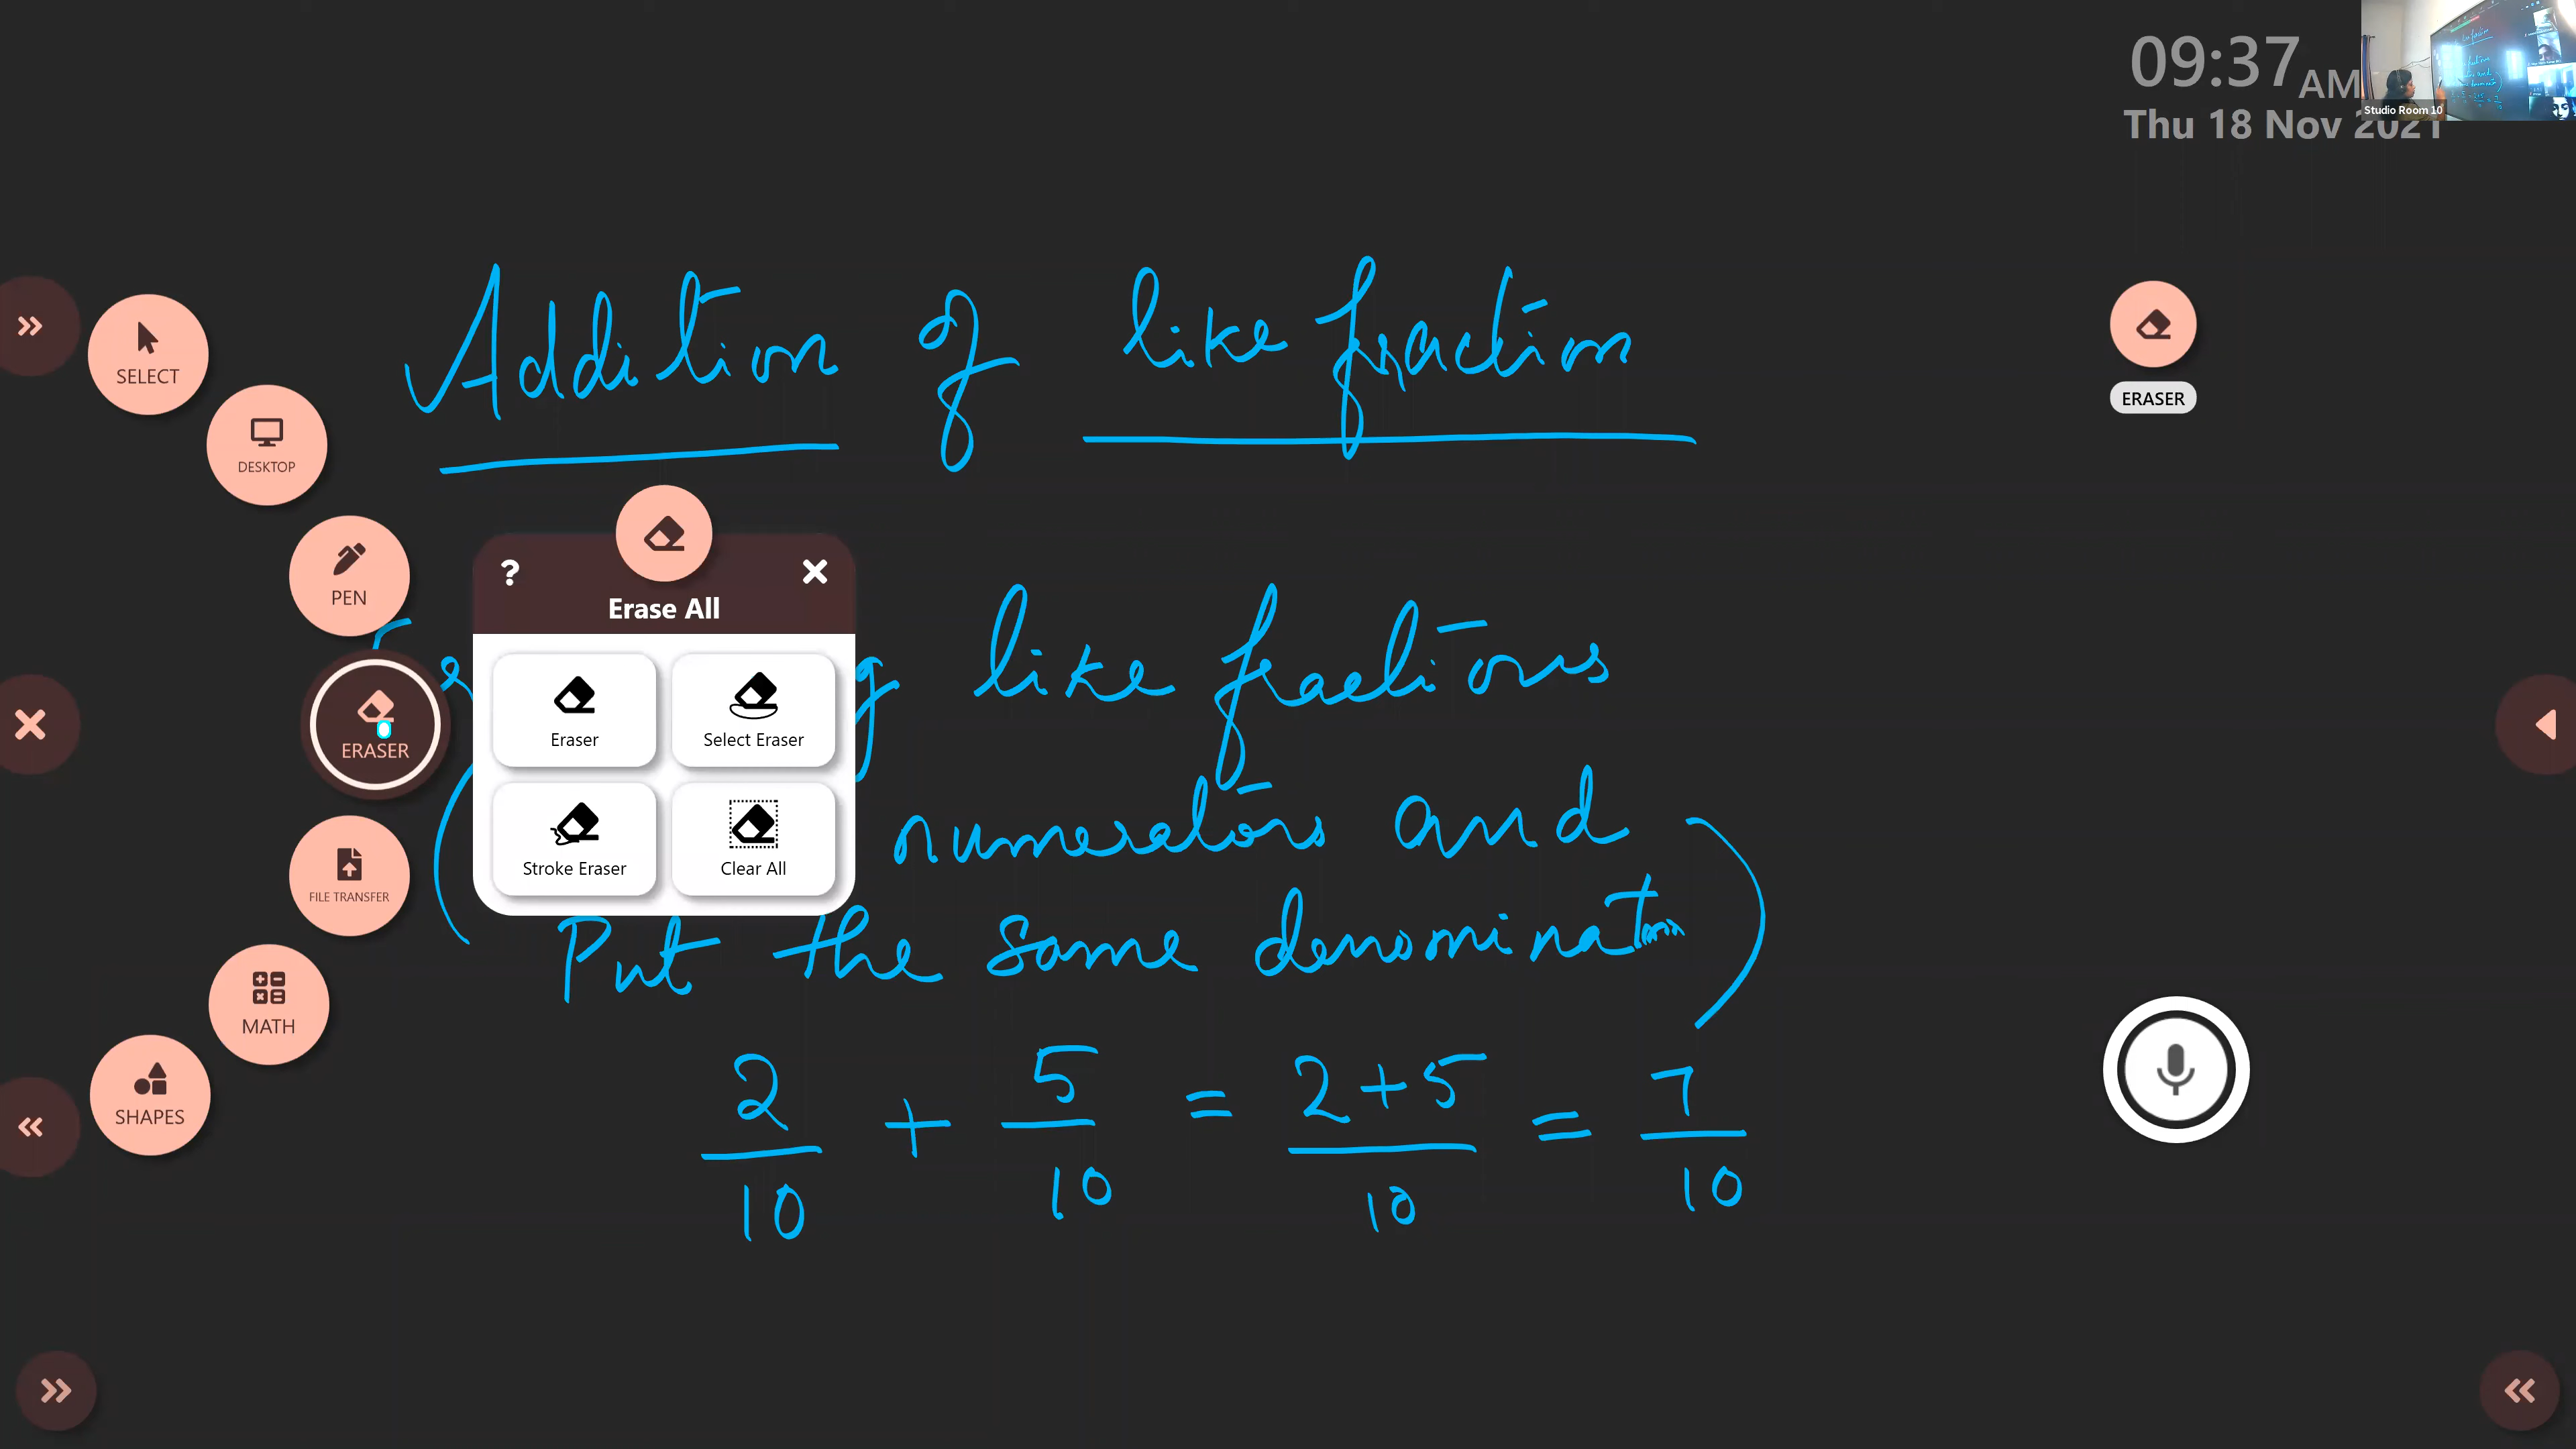 09:37 AM
Thu 18 Nov 2021
Studio Room 10
Addition of like fraction
SELECT
DESKTOP
PEN
ERASER
FILE TRANSFER
MATH
SHAPES
ERASER
?
Erase All
Eraser
Select Eraser
Stroke Eraser
Clear All
like fractions
numerators and
Put the same denominator)
2/10 + 5/10 = 2+5/10 = 7/10